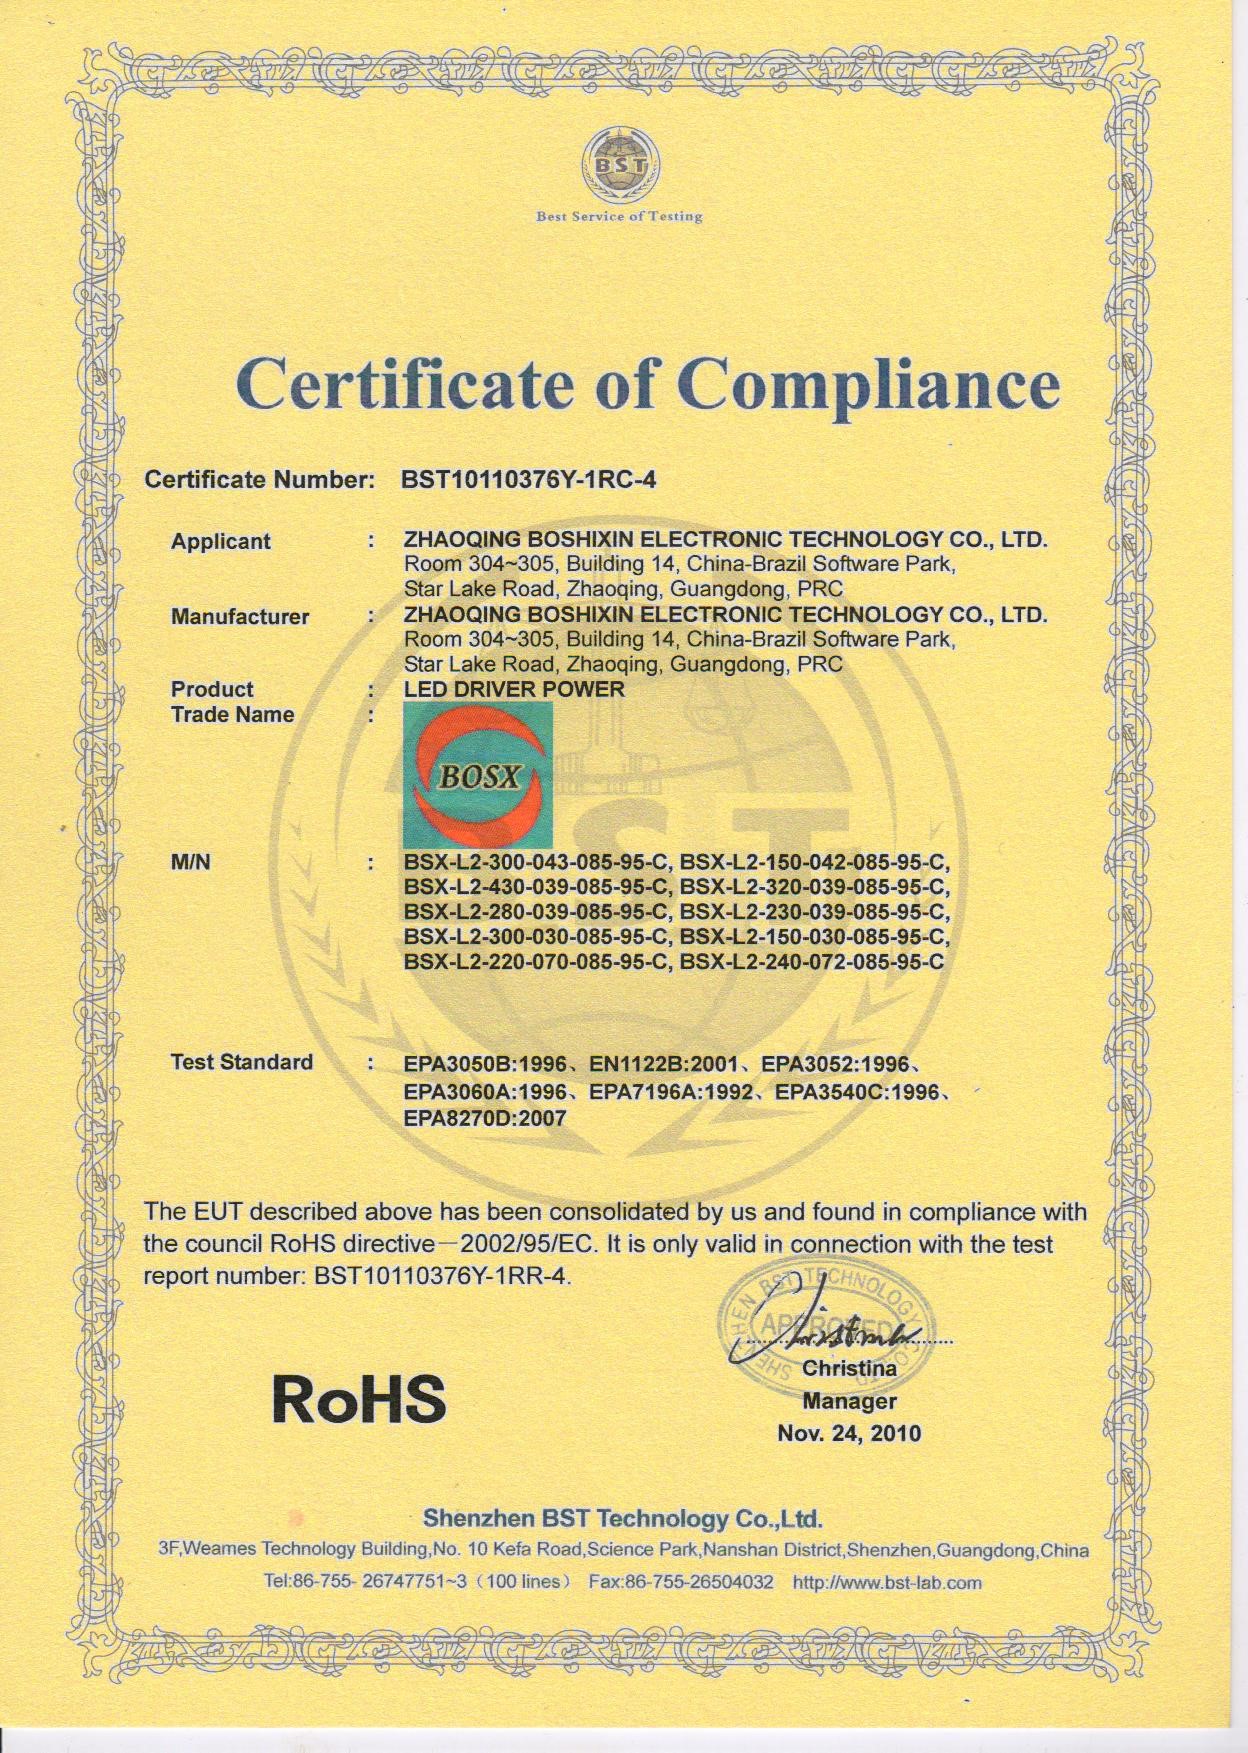 BST
Best Service of Testing
Certificate of Compliance
Certificate Number: BST10110376Y-1RC-4
Applicant : ZHAOQING BOSHIXIN ELECTRONIC TECHNOLOGY CO., LTD.
Room 304~305, Building 14, China-Brazil Software Park,
Star Lake Road, Zhaoqing, Guangdong, PRC
Manufacturer : ZHAOQING BOSHIXIN ELECTRONIC TECHNOLOGY CO., LTD.
Room 304~305, Building 14, China-Brazil Software Park,
Star Lake Road, Zhaoqing, Guangdong, PRC
Product : LED DRIVER POWER
Trade Name :
BOSX
BST
M/N : BSX-L2-300-043-085-95-C, BSX-L2-150-042-085-95-C,
BSX-L2-430-039-085-95-C, BSX-L2-320-039-085-95-C,
BSX-L2-280-039-085-95-C, BSX-L2-230-039-085-95-C,
BSX-L2-300-030-085-95-C, BSX-L2-150-030-085-95-C,
BSX-L2-220-070-085-95-C, BSX-L2-240-072-085-95-C
Test Standard : EPA3050B:1996、EN1122B:2001、EPA3052:1996、
EPA3060A:1996、EPA7196A:1992、EPA3540C:1996、
EPA8270D:2007
The EUT described above has been consolidated by us and found in compliance with
the council RoHS directive—2002/95/EC. It is only valid in connection with the test
report number: BST10110376Y-1RR-4.
SHENZHEN BST TECHNOLOGY CO., LTD
APPROVED
Christina
Christina
Manager
Nov. 24, 2010
RoHS
Shenzhen BST Technology Co.,Ltd.
3F,Weames Technology Building,No. 10 Kefa Road,Science Park,Nanshan District,Shenzhen,Guangdong,China
Tel:86-755- 26747751~3（100 lines） Fax:86-755-26504032 http://www.bst-lab.com